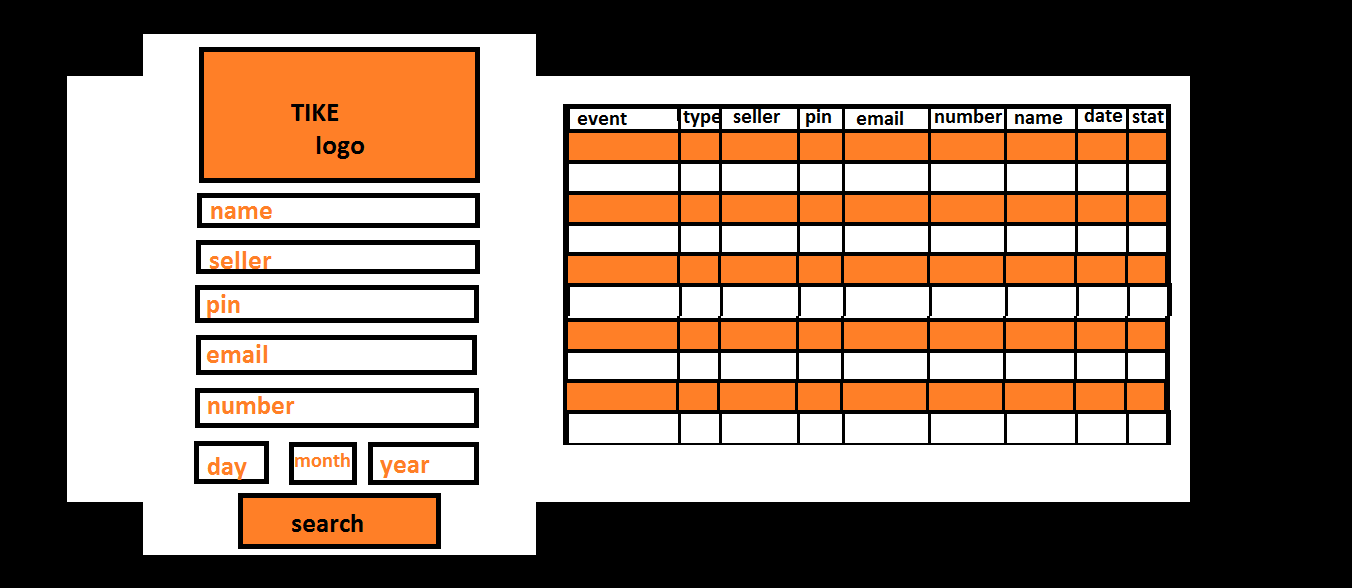 TIKE
logo
name
seller
pin
email
number
day month year
search
event type seller pin email number name date stat